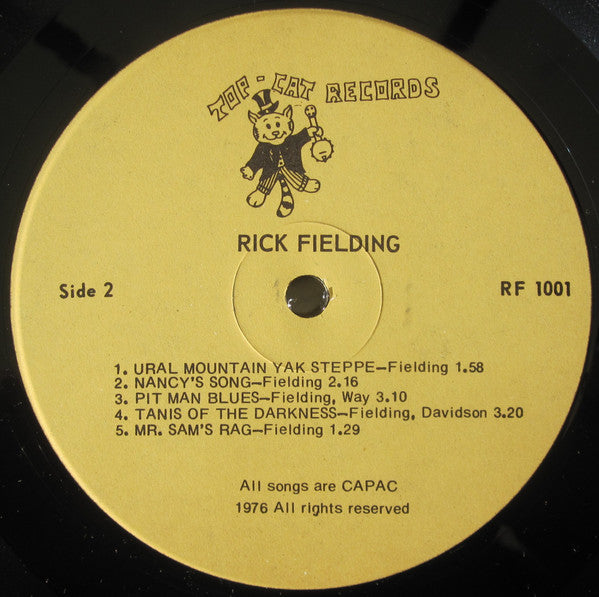 TOP-CAT RECORDS
RICK FIELDING
Side 2
RF 1001
1. URAL MOUNTAIN YAK STEPPE—Fielding 1.58
2. NANCY'S SONG—Fielding 2.16
3. PIT MAN BLUES—Fielding, Way 3.10
4. TANIS OF THE DARKNESS—Fielding, Davidson 3.20
5. MR. SAM'S RAG—Fielding 1.29
All songs are CAPAC
1976 All rights reserved